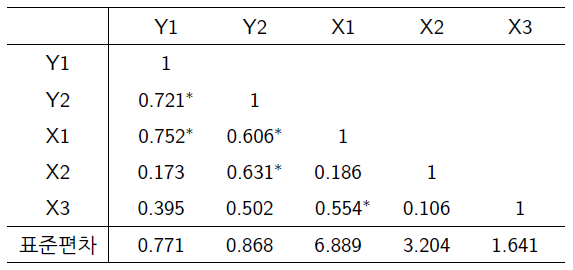 Y1 Y2 X1 X2 X3
Y1 1
Y2 0.721* 1
X1 0.752* 0.606* 1
X2 0.173 0.631* 0.186 1
X3 0.395 0.502 0.554* 0.106 1
표준편차 0.771 0.868 6.889 3.204 1.641